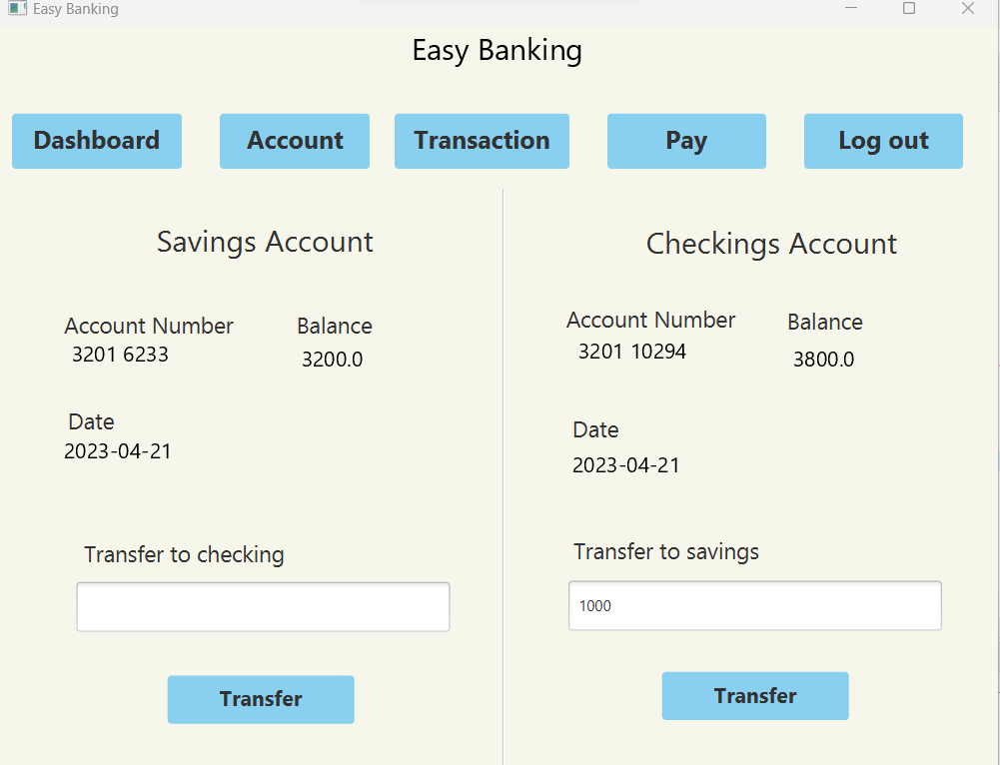 Easy Banking
Easy Banking
Dashboard Account Transaction Pay Log out
Savings Account
Account Number Balance
3201 6233 3200.0
Date
2023-04-21
Transfer to checking
Transfer
Checkings Account
Account Number Balance
3201 10294 3800.0
Date
2023-04-21
Transfer to savings
1000
Transfer